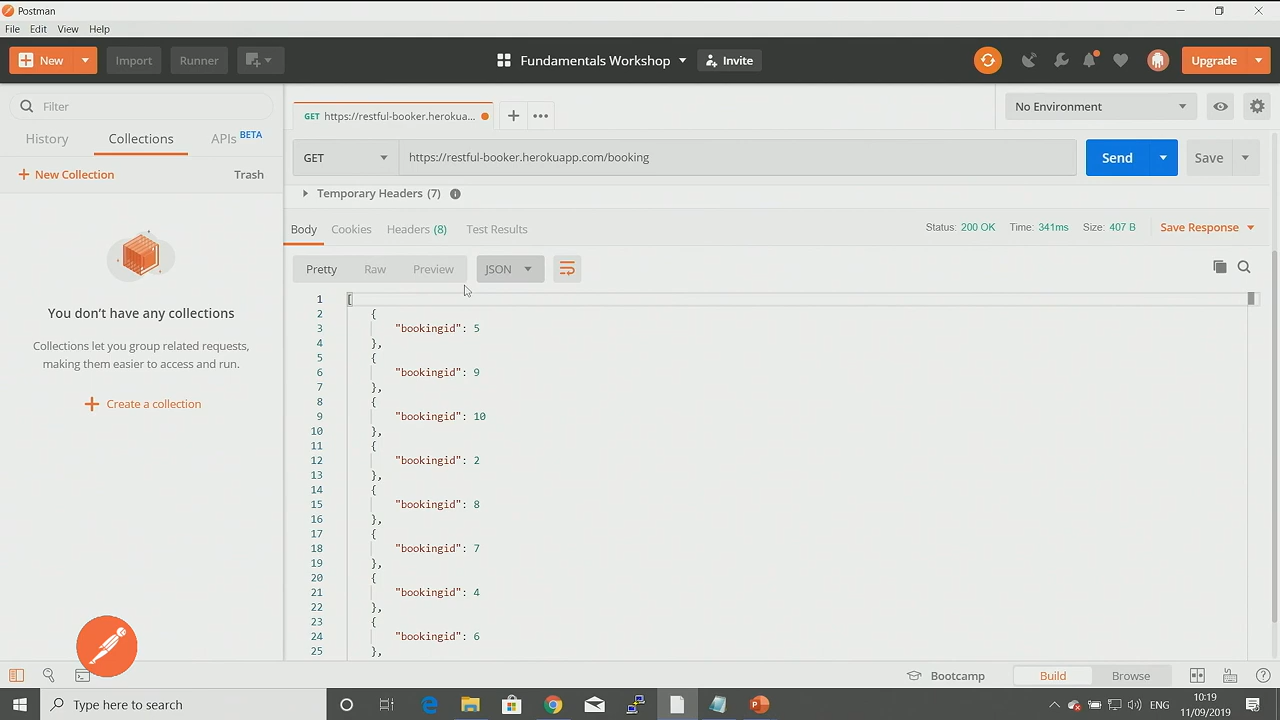 Postman
File Edit View Help
New Import Runner Fundamentals Workshop Invite Upgrade
Filter
History Collections APIs BETA
New Collection Trash
You don't have any collections
Collections let you group related requests,
making them easier to access and run.
Create a collection
GET https://restful-booker.herokua... No Environment
GET https://restful-booker.herokuapp.com/booking Send Save
Temporary Headers (7)
Body Cookies Headers (8) Test Results Status: 200 OK Time: 341ms Size: 407 B Save Response
Pretty Raw Preview JSON
1 [
2 {
3 "bookingid": 5
4 },
5 {
6 "bookingid": 9
7 },
8 {
9 "bookingid": 10
10 },
11 {
12 "bookingid": 2
13 },
14 {
15 "bookingid": 8
16 },
17 {
18 "bookingid": 7
19 },
20 {
21 "bookingid": 4
22 },
23 {
24 "bookingid": 6
25 },
Bootcamp Build Browse
Type here to search ENG 10:19
11/09/2019